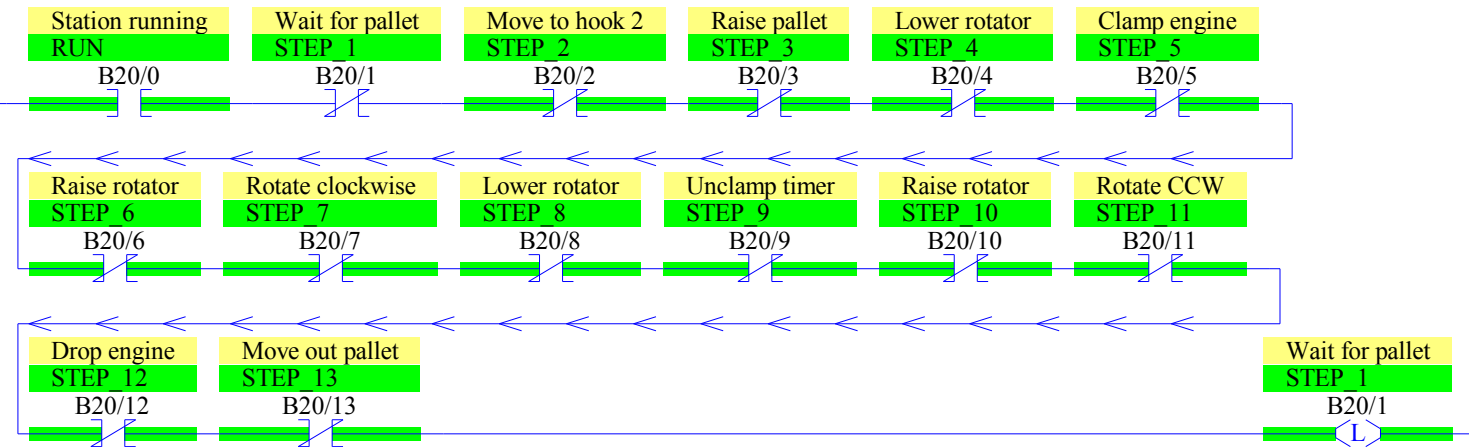 Station running Wait for pallet Move to hook 2 Raise pallet Lower rotator Clamp engine
RUN STEP_1 STEP_2 STEP_3 STEP_4 STEP_5
B20/0 B20/1 B20/2 B20/3 B20/4 B20/5
Raise rotator Rotate clockwise Lower rotator Unclamp timer Raise rotator Rotate CCW
STEP_6 STEP_7 STEP_8 STEP_9 STEP_10 STEP_11
B20/6 B20/7 B20/8 B20/9 B20/10 B20/11
Drop engine Move out pallet Wait for pallet
STEP_12 STEP_13 STEP_1
B20/12 B20/13 B20/1
L